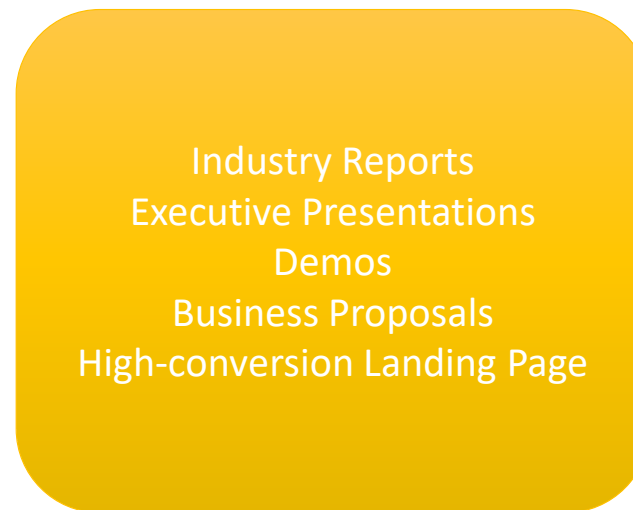 Industry Reports
Executive Presentations
Demos
Business Proposals
High-conversion Landing Page